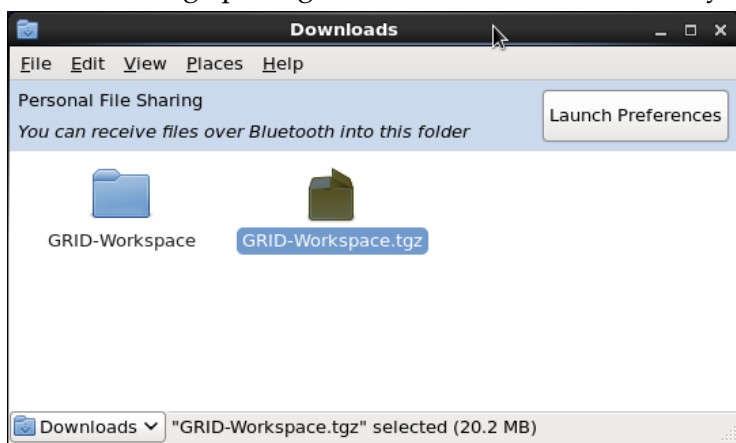 Downloads
File Edit View Places Help
Personal File Sharing
You can receive files over Bluetooth into this folder
Launch Preferences
GRID-Workspace
GRID-Workspace.tgz
Downloads "GRID-Workspace.tgz" selected (20.2 MB)